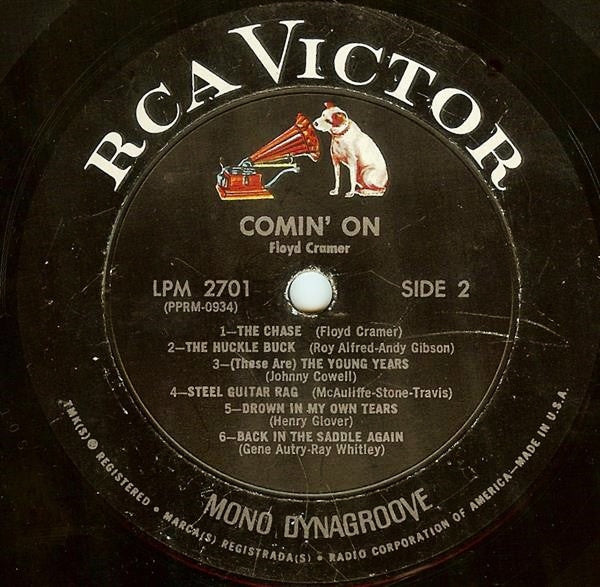 RCA VICTOR
COMIN' ON
Floyd Cramer
LPM 2701 SIDE 2
(PPRM-0934)
1—THE CHASE (Floyd Cramer)
2—THE HUCKLE BUCK (Roy Alfred-Andy Gibson)
3—(These Are) THE YOUNG YEARS
(Johnny Cowell)
4—STEEL GUITAR RAG (McAuliffe-Stone-Travis)
5—DROWN IN MY OWN TEARS
(Henry Glover)
6—BACK IN THE SADDLE AGAIN
(Gene Autry-Ray Whitley)
MONO DYNAGROOVE
TMK(S) ® REGISTERED • MARCA(S) REGISTRADA(S) • RADIO CORPORATION OF AMERICA—MADE IN U.S.A.